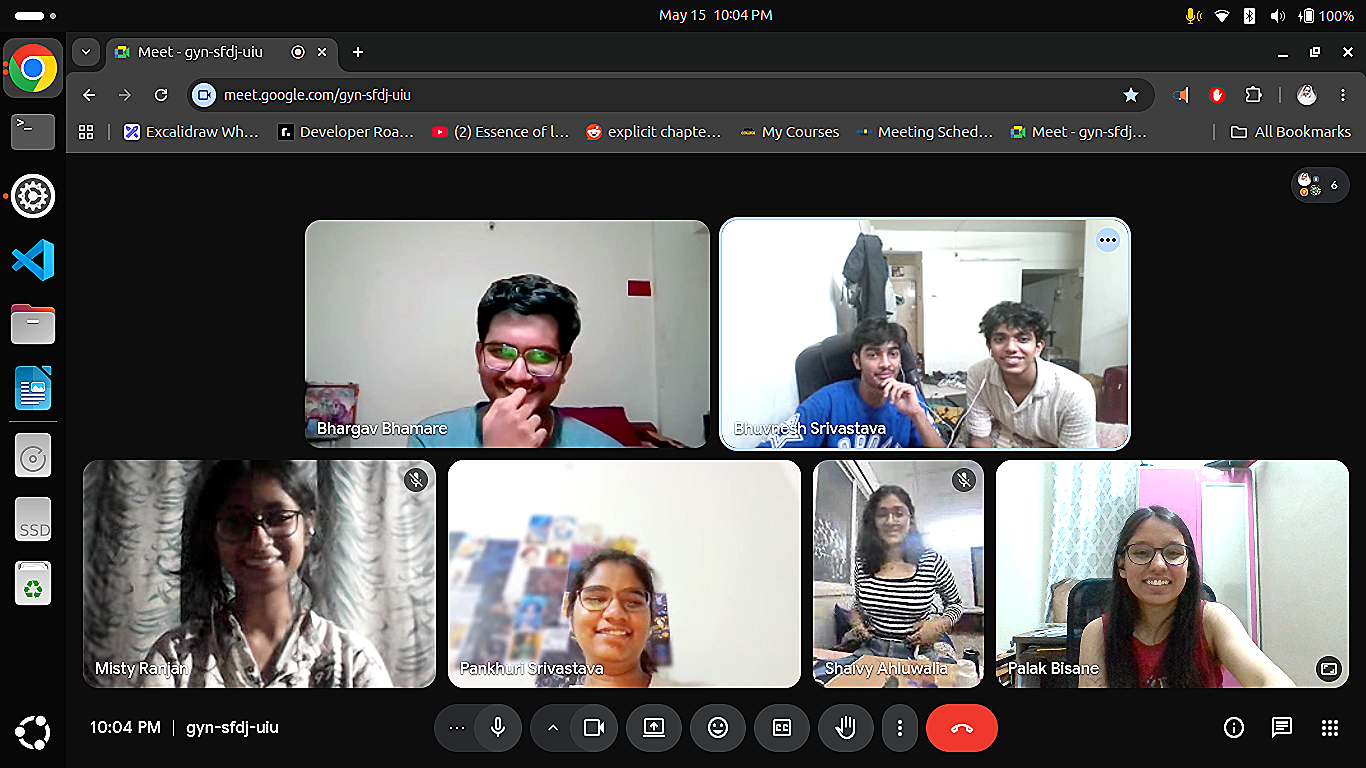 May 15 10:04 PM
100%
Meet - gyn-sfdj-uiu
meet.google.com/gyn-sfdj-uiu
Excalidraw Wh...
Developer Roa...
(2) Essence of l...
explicit chapte...
My Courses
Meeting Sched...
Meet - gyn-sfdj...
All Bookmarks
6
Bhargav Bhamare
Bhuvnesh Srivastava
Misty Ranjan
Pankhuri Srivastava
Shaivy Ahluwalia
Palak Bisane
SSD
10:04 PM | gyn-sfdj-uiu